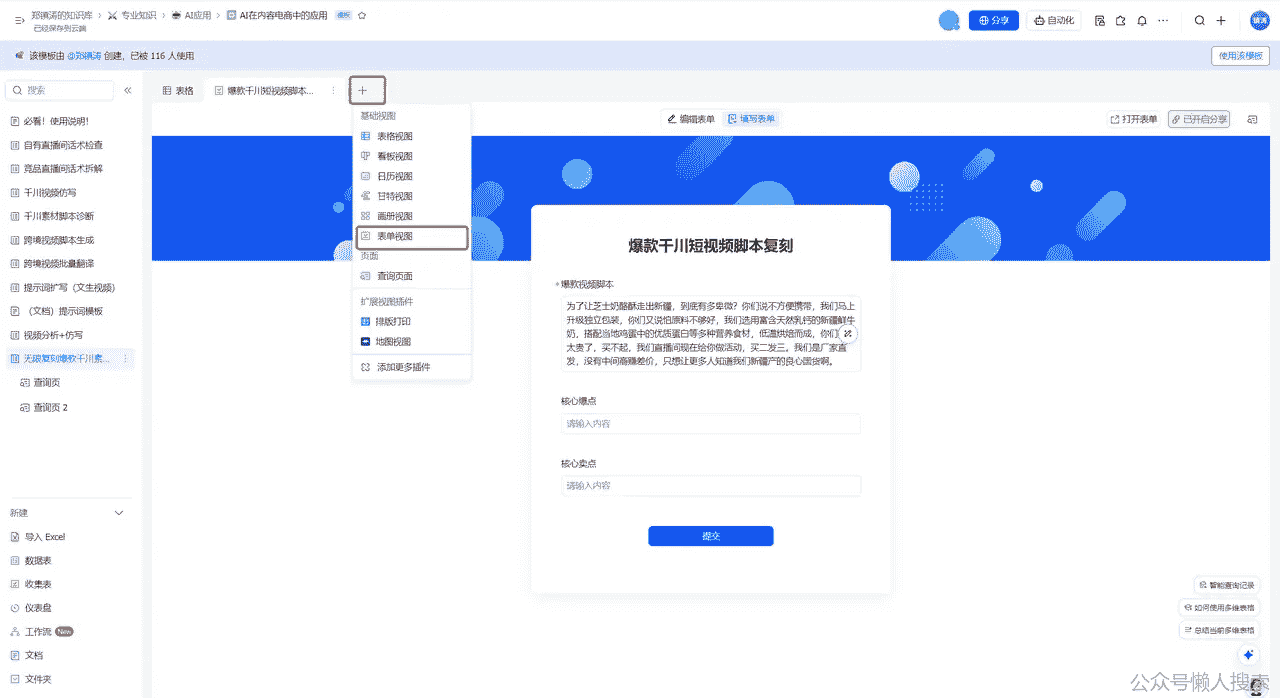 郑镇涛的知识库 > 专业知识 > AI应用 > AI在内容电商中的应用 模板
已经保存到云端
分享
自动化
镇涛
该模板由 @郑镇涛 创建，已被 116 人使用
使用该模板
搜索
表格
爆款千川短视频脚本...
必看！使用说明！
自有直播间话术检查
竞品直播间话术拆解
千川视频仿写
千川素材脚本诊断
跨境视频脚本生成
跨境视频批量翻译
提示词扩写（文生视频）
（文档）提示词模板
视频分析+仿写
无破复刻爆款千川素...
查询页
查询页 2
新建
导入 Excel
数据表
收集表
仪表盘
工作流 New
文档
文件夹
基础视图
表格视图
看板视图
日历视图
甘特视图
画册视图
表单视图
页面
查询页面
扩展视图插件
排版打印
地图视图
添加更多插件
编辑表单
填写表单
打开表单
已开启分享
爆款千川短视频脚本复刻
* 爆款视频脚本
为了让芝士奶酪酥走出新疆，到底有多卑微？你们说不方便携带，我们马上
升级独立包装，你们又说怕原料不够好，我们选用富含天然乳钙的新疆鲜牛
奶，搭配当地鸡蛋中的优质蛋白等多种营养食材，低温烘焙而成，你们
太贵了，买不起，我们直播间现在给你做活动，买二发三。我们是厂家直
发，没有中间商赚差价，只想让更多人知道我们新疆产的良心国货啊。
核心爆点
请输入内容
核心卖点
请输入内容
提交
智能查询记录
如何使用多维表格
总结当前多维表格
公众号懒人搜索